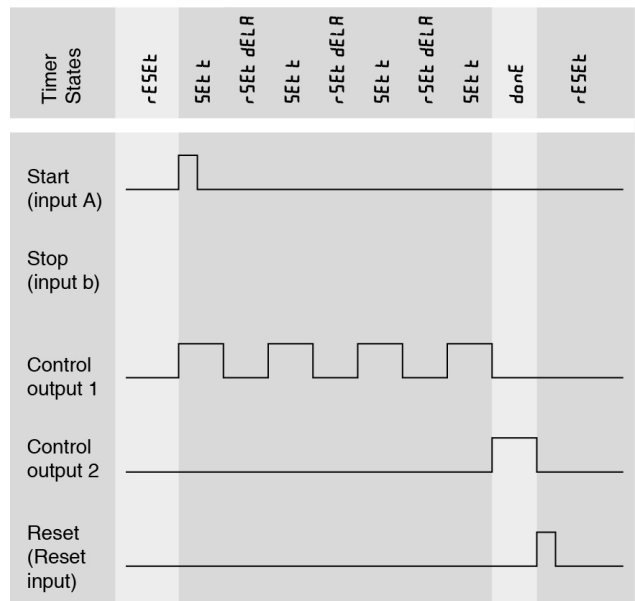 Timer
States
rESEt
SEt t
rSEt dELA
SEt t
rSEt dELA
SEt t
rSEt dELA
SEt t
donE
rESEt
Start
(input A)
Stop
(input b)
Control
output 1
Control
output 2
Reset
(Reset
input)